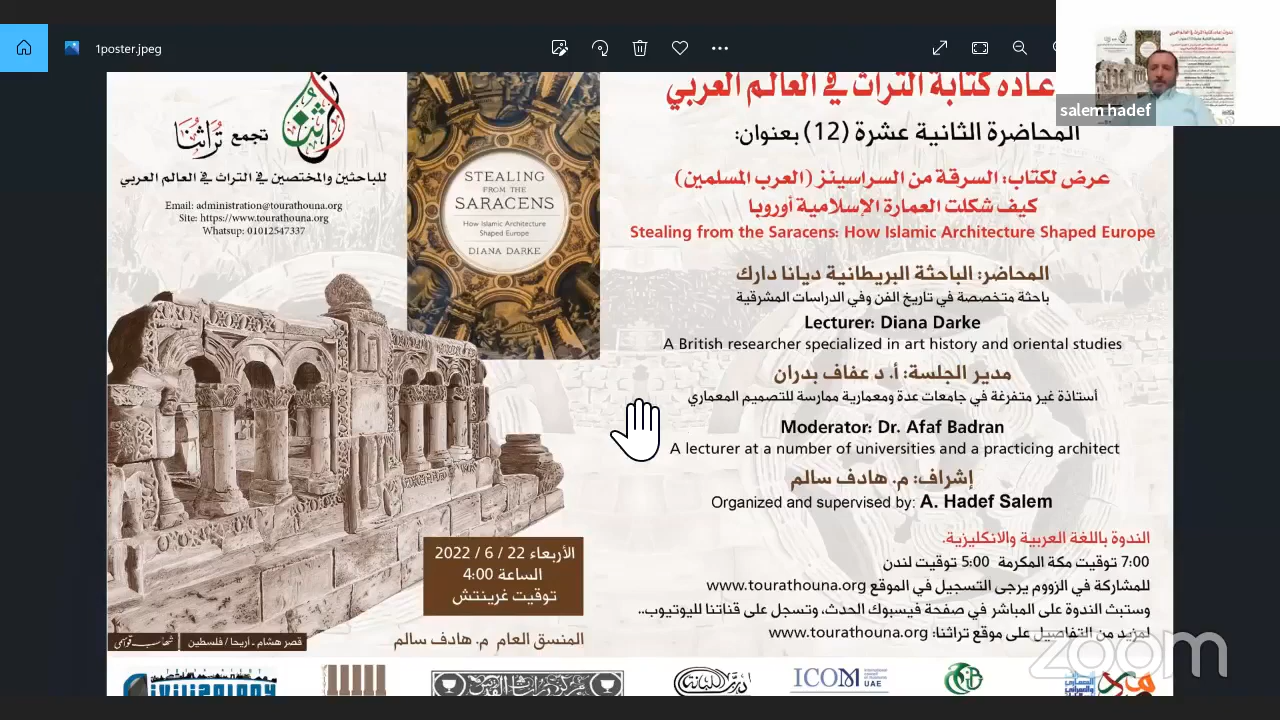 1poster.jpeg
salem hadef
عاده كتابة التراث في العالم العربي
المحاضرة الثانية عشرة (12) بعنوان:
عرض لكتاب: السرقة من السراسينز (العرب المسلمين)
كيف شكلت العمارة الإسلامية أوروبا
Stealing from the Saracens: How Islamic Architecture Shaped Europe
المحاضر: الباحثة البريطانية ديانا دارك
باحثة متخصصة في تاريخ الفن وفي الدراسات المشرقية
Lecturer: Diana Darke
A British researcher specialized in art history and oriental studies
مدير الجلسة: أ. د عفاف بدران
أستاذة غير متفرغة في جامعات عدة ومعمارية ممارسة للتصميم المعماري
Moderator: Dr. Afaf Badran
A lecturer at a number of universities and a practicing architect
إشراف: م. هادف سالم
Organized and supervised by: A. Hadef Salem
الندوة باللغة العربية والانكليزية.
7:00 توقيت مكة المكرمة 5:00 توقيت لندن
للمشاركة في الزووم يرجى التسجيل في الموقع www.tourathouna.org
وستبث الندوة على المباشر في صفحة فيسبوك الحدث، وتسجل على قناتنا لليوتيوب..
لمزيد من التفاصيل على موقع تراثنا: www.tourathouna.org
STEALING
FROM THE
SARACENS
How Islamic Architecture
Shaped Europe
DIANA DARKE
تجمع تراثنا
للباحثين والمختصين في التراث في العالم العربي
Email: administration@tourathouna.org
Site: https://www.tourathouna.org
Whatsup: 01012547337
الأربعاء 22 / 6 / 2022
الساعة 4:00
توقيت غرينتش
المنسق العام م. هادف سالم
قصر هشام - أريحا / فلسطين
Civilizology
ICOM
UAE
zoom